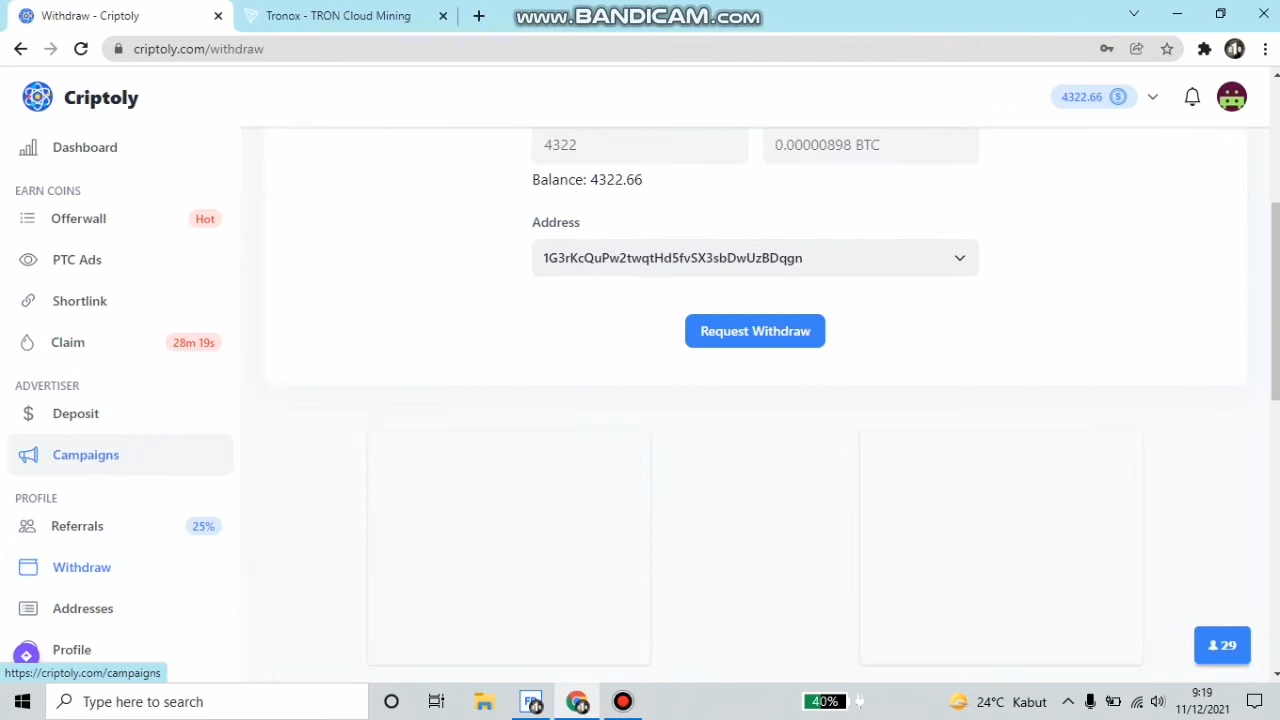 Withdraw - Criptoly
Tronox - TRON Cloud Mining
www.BANDICAM.com
criptoly.com/withdraw
Criptoly
4322.66
Dashboard
EARN COINS
Offerwall Hot
PTC Ads
Shortlink
Claim 28m 19s
ADVERTISER
Deposit
Campaigns
PROFILE
Referrals 25%
Withdraw
Addresses
Profile
4322
0.00000898 BTC
Balance: 4322.66
Address
1G3rKcQuPw2twqtHd5fvSX3sbDwUzBDqgn
Request Withdraw
29
https://criptoly.com/campaigns
Type here to search
40%
24°C Kabut
9:19
11/12/2021